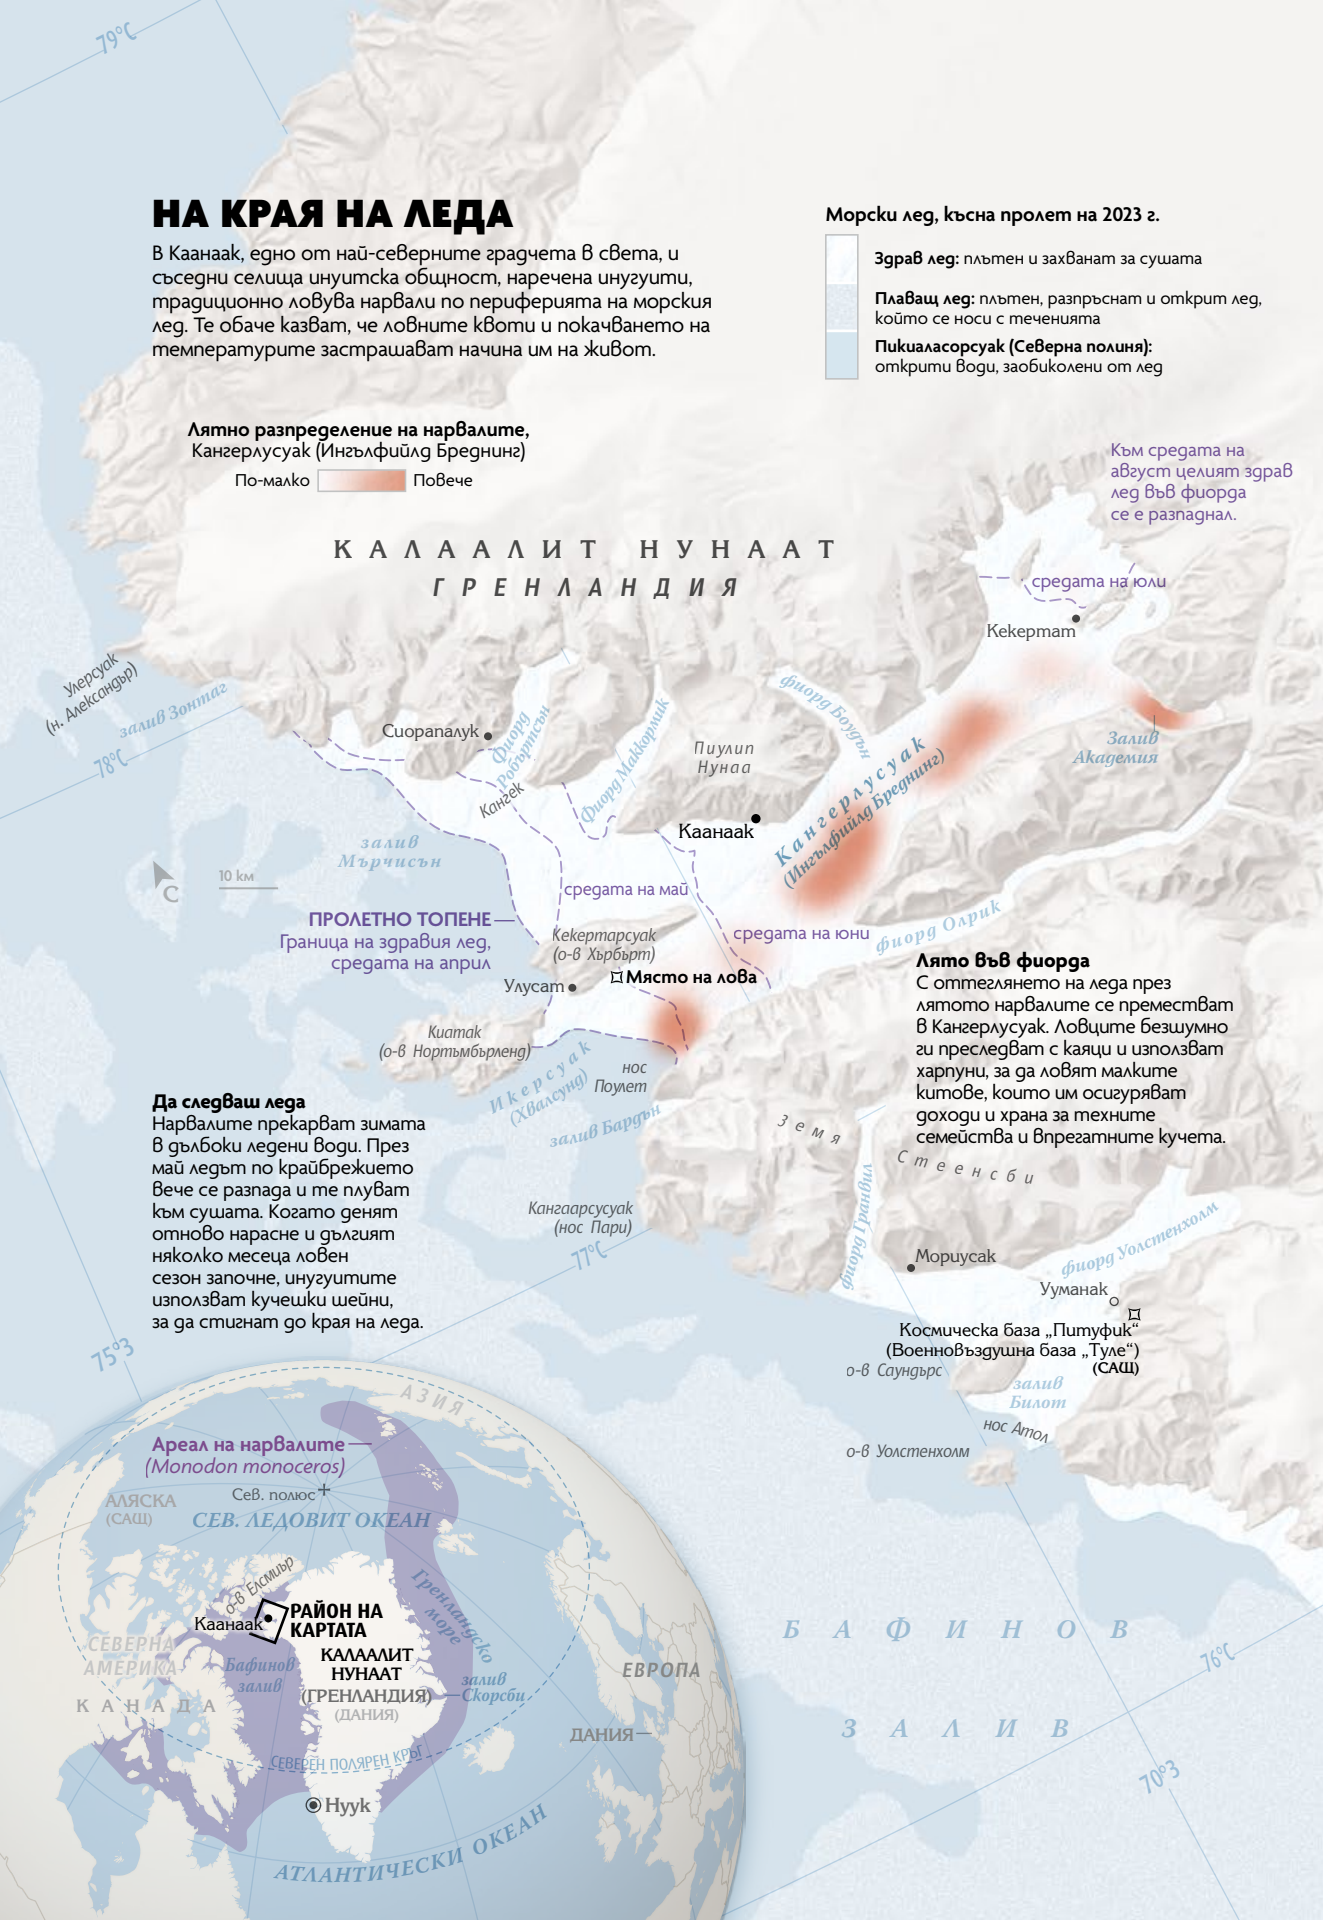 79°С
НА КРАЯ НА ЛЕДА
В Каанаак, едно от най-северните градчета в света, и
съседни селища инуитска общност, наречена инугуити,
традиционно ловува нарвали по периферията на морския
лед. Те обаче казват, че ловните квоти и покачването на
температурите застрашават начина им на живот.
Морски лед, късна пролет на 2023 г.
Здрав лед: плътен и захванат за сушата
Плаващ лед: плътен, разпръснат и открит лед,
който се носи с теченията
Пикиаласорсуак (Северна полиня):
открити води, заобиколени от лед
Лятно разпределение на нарвалите,
Кангерлусуак (Ингълфийлд Бреднинг)
По-малко
Повече
Към средата на
август целият здрав
лед във фиорда
се е разпаднал.
КАЛААЛИТ НУНААТ
ГРЕНЛАНДИЯ
средата на юли
Кекертат
Улерсуак
(н. Александър)
залив Зонтаг
78°С
Сиорапалук
Фиорд
Робъртсън
Кангек
Фиорд Маккормик
Пиулип
Нунаа
фиорд Боудън
Каанаак
Кангерлусуак
(Ингълфийлд Бреднинг)
Залив
Академия
залив
Мърчисън
С
10 км
средата на май
ПРОЛЕТНО ТОПЕНЕ
Граница на здравия лед,
средата на април
Кекертарсуак
(о-в Хърбърт)
средата на юни
фиорд Олрик
Място на лова
Улусат
Киатак
(о-в Нортъмбърленд)
Икерсуак
(Хвалсунд)
нос
Поулет
залив Бардън
Лято във фиорда
С оттеглянето на леда през
лятото нарвалите се преместват
в Кангерлусуак. Ловците безшумно
ги преследват с каяци и използват
харпуни, за да ловят малките
китове, които им осигуряват
доходи и храна за техните
семейства и впрегатните кучета.
Да следваш леда
Нарвалите прекарват зимата
в дълбоки ледени води. През
май ледът по крайбрежието
вече се разпада и те плуват
към сушата. Когато денят
отново нарасне и дългият
няколко месеца ловен
сезон започне, инугуитите
използват кучешки шейни,
за да стигнат до края на леда.
Земя
Стеенсби
Кангаарсусуак
(нос Пари)
77°С
фиорд Гранвил
Мориусак
фиорд Уолстенхолм
Ууманак
Космическа база „Питуфик“
(Военновъздушна база „Туле“)
(САЩ)
о-в Саундърс
залив
Билот
нос Атол
о-в Уолстенхолм
75°З
АЗИЯ
Ареал на нарвалите
(Monodon monoceros)
Сев. полюс
АЛЯСКА
(САЩ)
СЕВ. ЛЕДОВИТ ОКЕАН
о-в Елсмиър
Каанаак
РАЙОН НА
КАРТАТА
Гренландско
море
СЕВЕРНА
АМЕРИКА
КАНАДА
Бафинов
залив
КАЛААЛИТ
НУНААТ
(ГРЕНЛАНДИЯ)
(ДАНИЯ)
залив
Скорсби
ЕВРОПА
ДАНИЯ
СЕВЕРЕН ПОЛЯРЕН КРЪГ
Нуук
АТЛАНТИЧЕСКИ ОКЕАН
БАФИНОВ
ЗАЛИВ
76°С
70°З